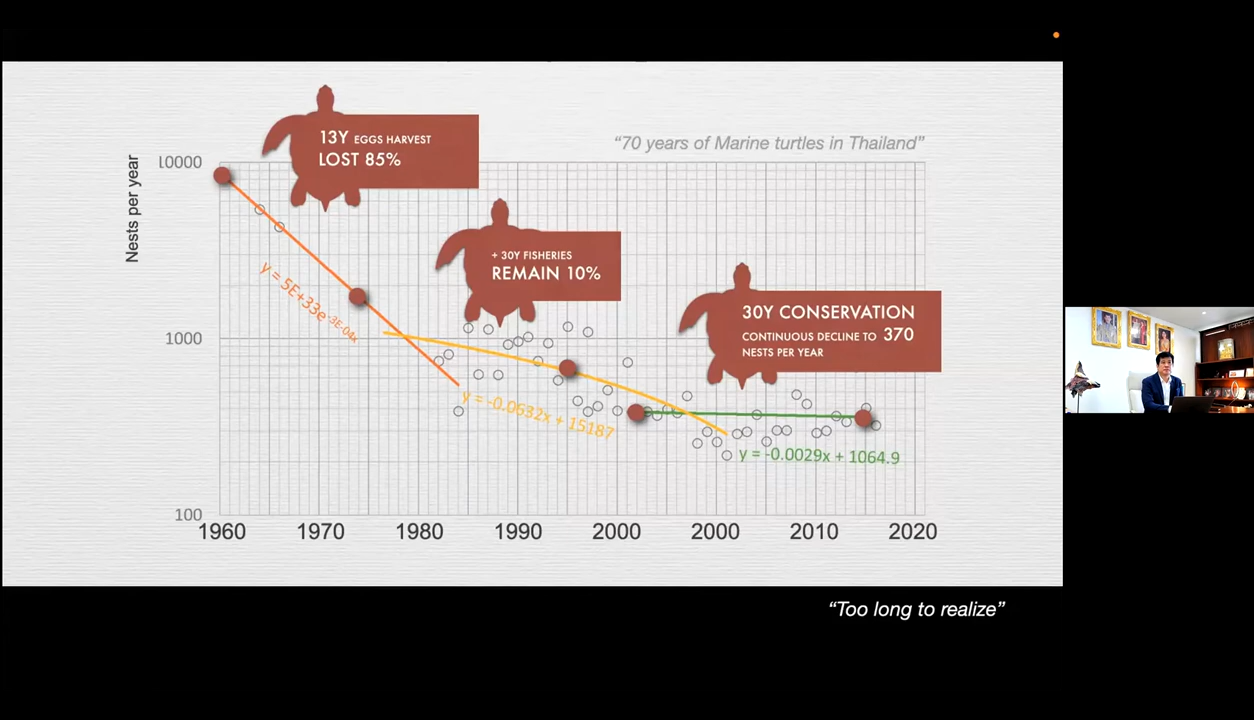 "70 years of Marine turtles in Thailand"
Nests per year
10000
1000
100
13Y EGGS HARVEST
LOST 85%
+ 30Y FISHERIES
REMAIN 10%
30Y CONSERVATION
CONTINUOUS DECLINE TO 370
NESTS PER YEAR
y = 5E+33e^-3E-04x
y = -0.0632x + 15187
y = -0.0029x + 1064.9
1960 1970 1980 1990 2000 2000 2010 2020
"Too long to realize"